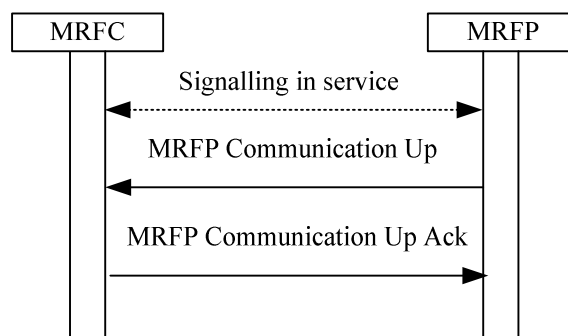 MRFC
MRFP
Signalling in service
MRFP Communication Up
MRFP Communication Up Ack